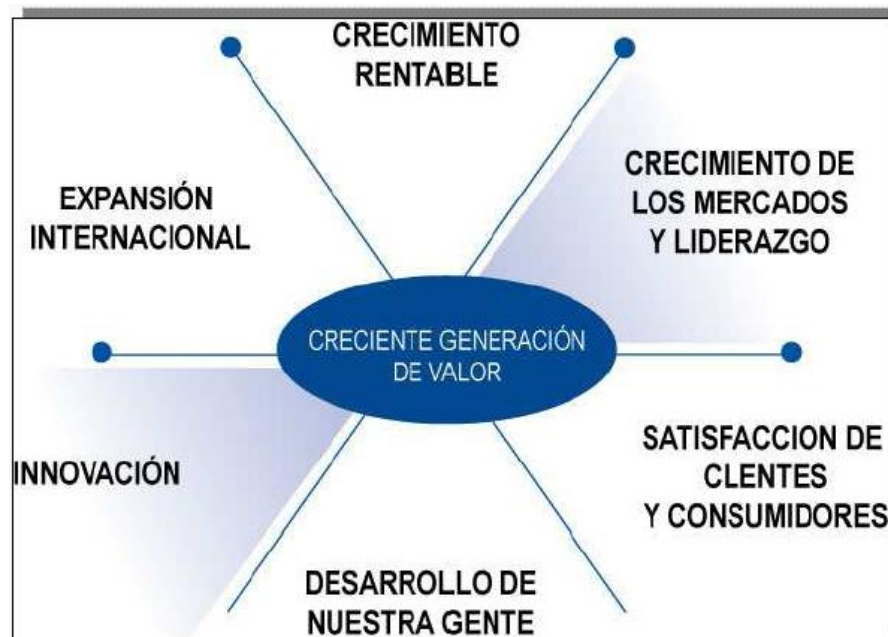 CRECIMIENTO
RENTABLE
CRECIMIENTO DE
LOS MERCADOS
Y LIDERAZGO
EXPANSIÓN
INTERNACIONAL
CRECIENTE GENERACIÓN
DE VALOR
SATISFACCION DE
CLENTES
Y CONSUMIDORES
INNOVACIÓN
DESARROLLO DE
NUESTRA GENTE